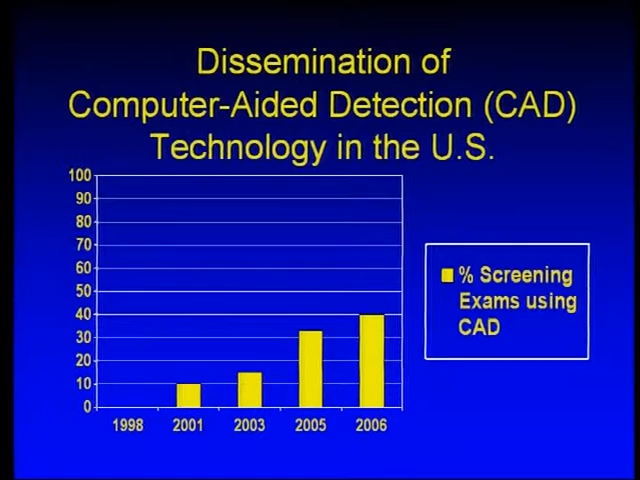 Dissemination of
Computer-Aided Detection (CAD)
Technology in the U.S.
100
90
80
70
60
50
40
30
20
10
0
1998 2001 2003 2005 2006
% Screening
Exams using
CAD